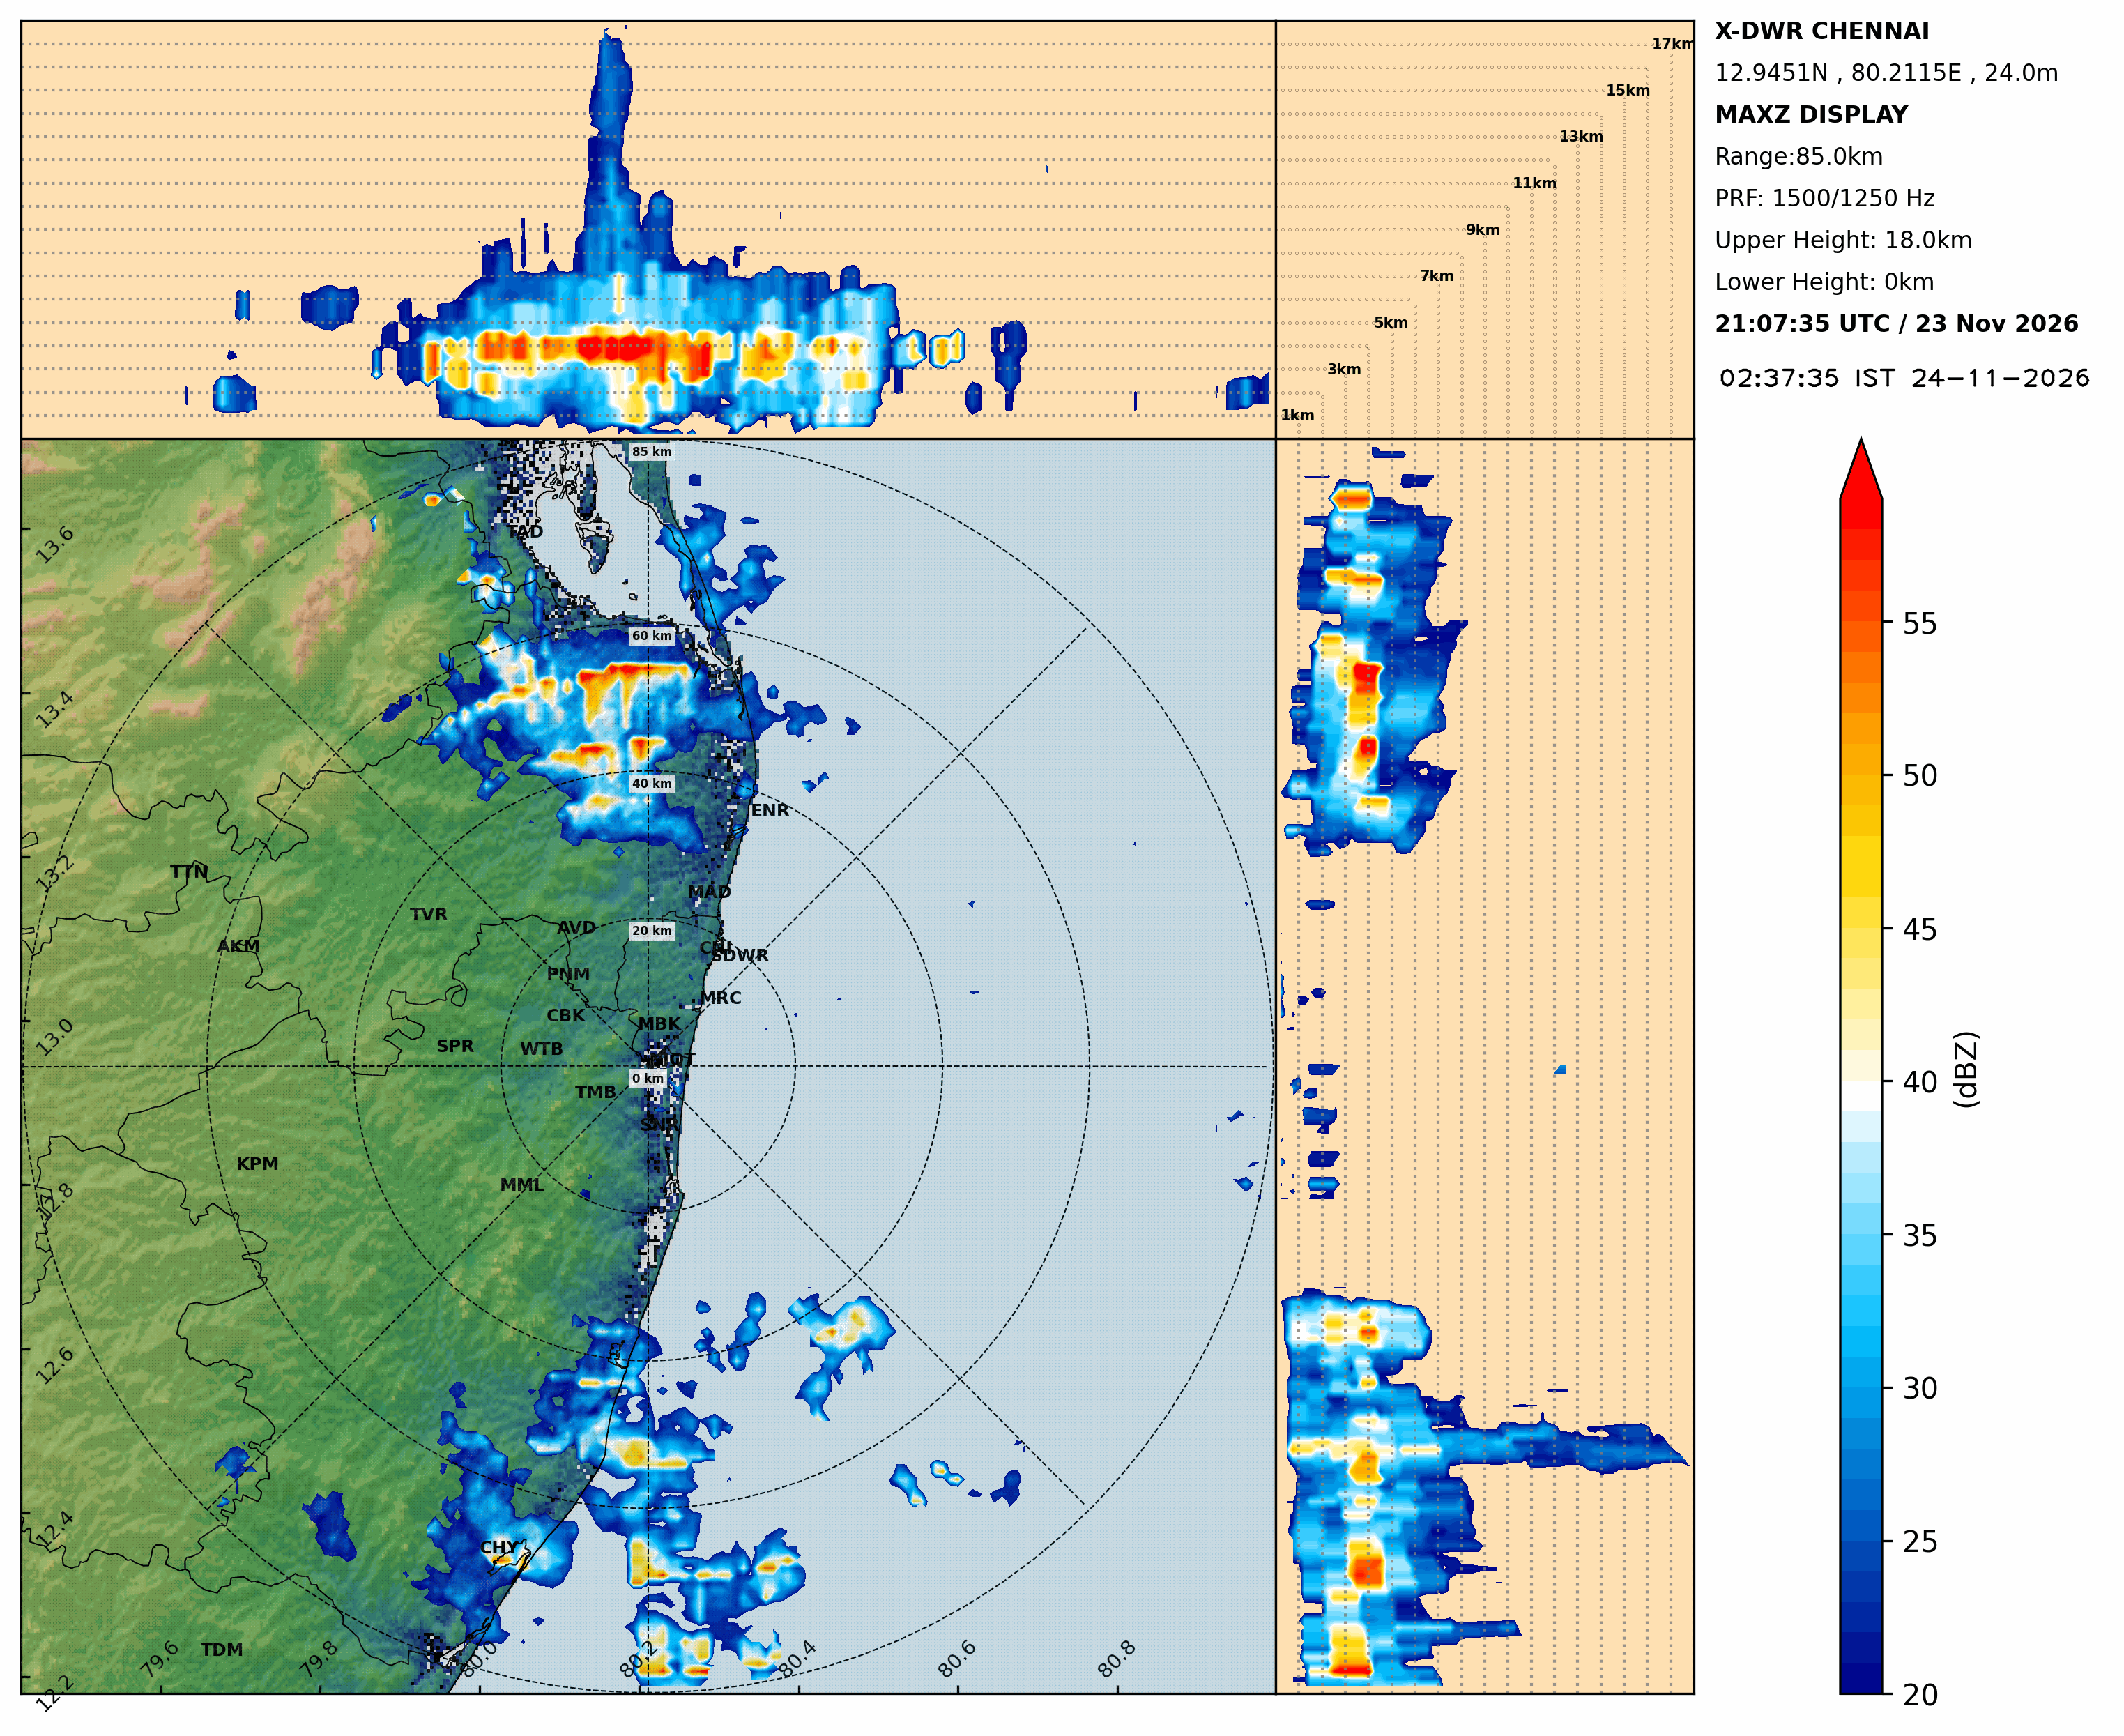 X-DWR CHENNAI
12.9451N , 80.2115E , 24.0m
MAXZ DISPLAY
Range:85.0km
PRF: 1500/1250 Hz
Upper Height: 18.0km
Lower Height: 0km
21:07:35 UTC / 23 Nov 2026
02:37:35 IST 24-11-2026
17km
15km
13km
11km
9km
7km
5km
3km
1km
85 km
TAD
13.6
60 km
13.4
40 km
ENR
13.2
TTN
MAD
TVR
AVD
20 km
AKM
SDWR
PNM
MRC
CBK
MBK
13.0
SPR
WTB
0 km
TMB
SNR
KPM
MML
12.8
12.6
12.4
CHY
TDM
12.2
79.6
79.8
80.0
80.2
80.4
80.6
80.8
55
50
45
40
35
30
25
20
(dBZ)